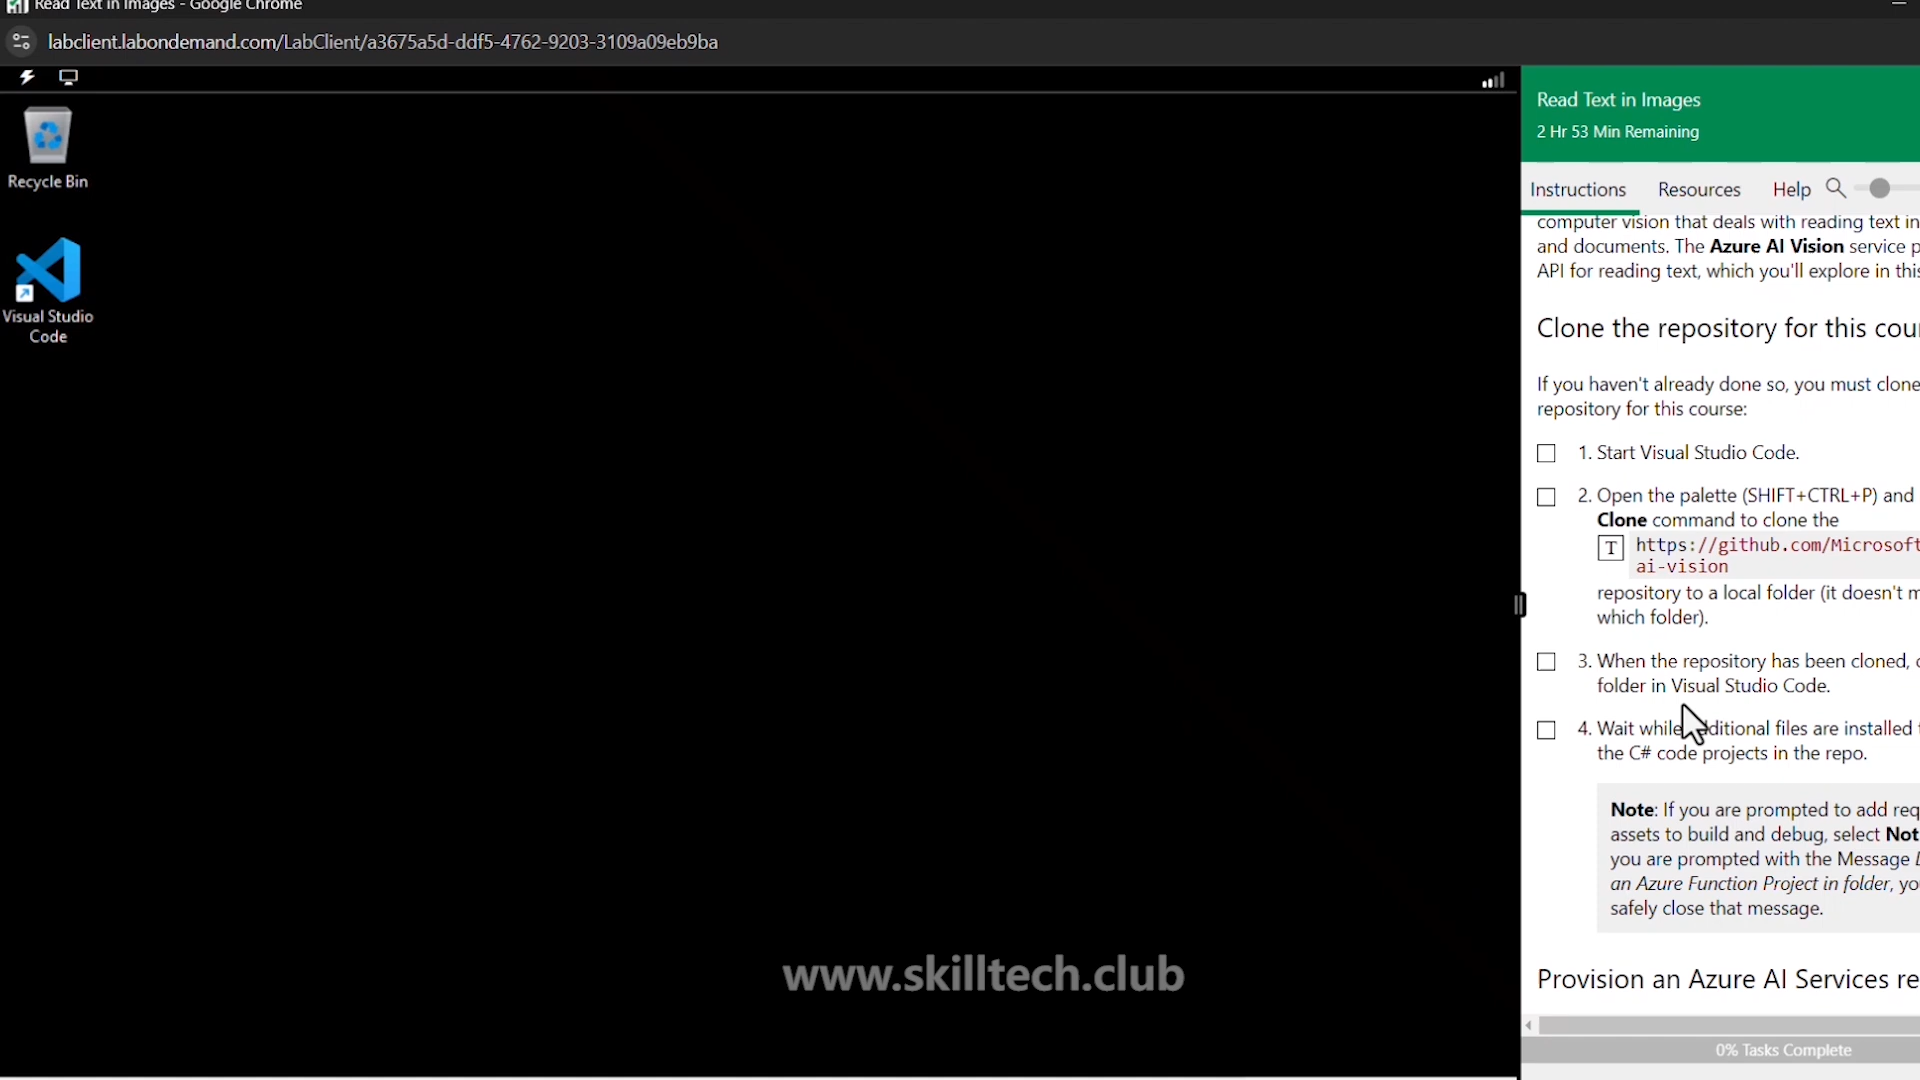 Read Text in Images - Google Chrome
labclient.labondemand.com/LabClient/a3675a5d-ddf5-4762-9203-3109a09eb9ba
Recycle Bin
Visual Studio
Code
www.skilltech.club
Read Text in Images
2 Hr 53 Min Remaining
Instructions Resources Help
computer vision that deals with reading text in
and documents. The Azure AI Vision service
API for reading text, which you'll explore in
Clone the repository for this
If you haven't already done so, you must clone
repository for this course:
1. Start Visual Studio Code.
2. Open the palette (SHIFT+CTRL+P) and
Clone command to clone the
T https://github.com/Microsoft
ai-vision
repository to a local folder (it doesn't
which folder).
3. When the repository has been cloned,
folder in Visual Studio Code.
4. Wait while additional files are installed
the C# code projects in the repo.
Note: If you are prompted to add
assets to build and debug, select
you are prompted with the Message
an Azure Function Project in folder,
safely close that message.
Provision an Azure AI Services
0% Tasks Complete